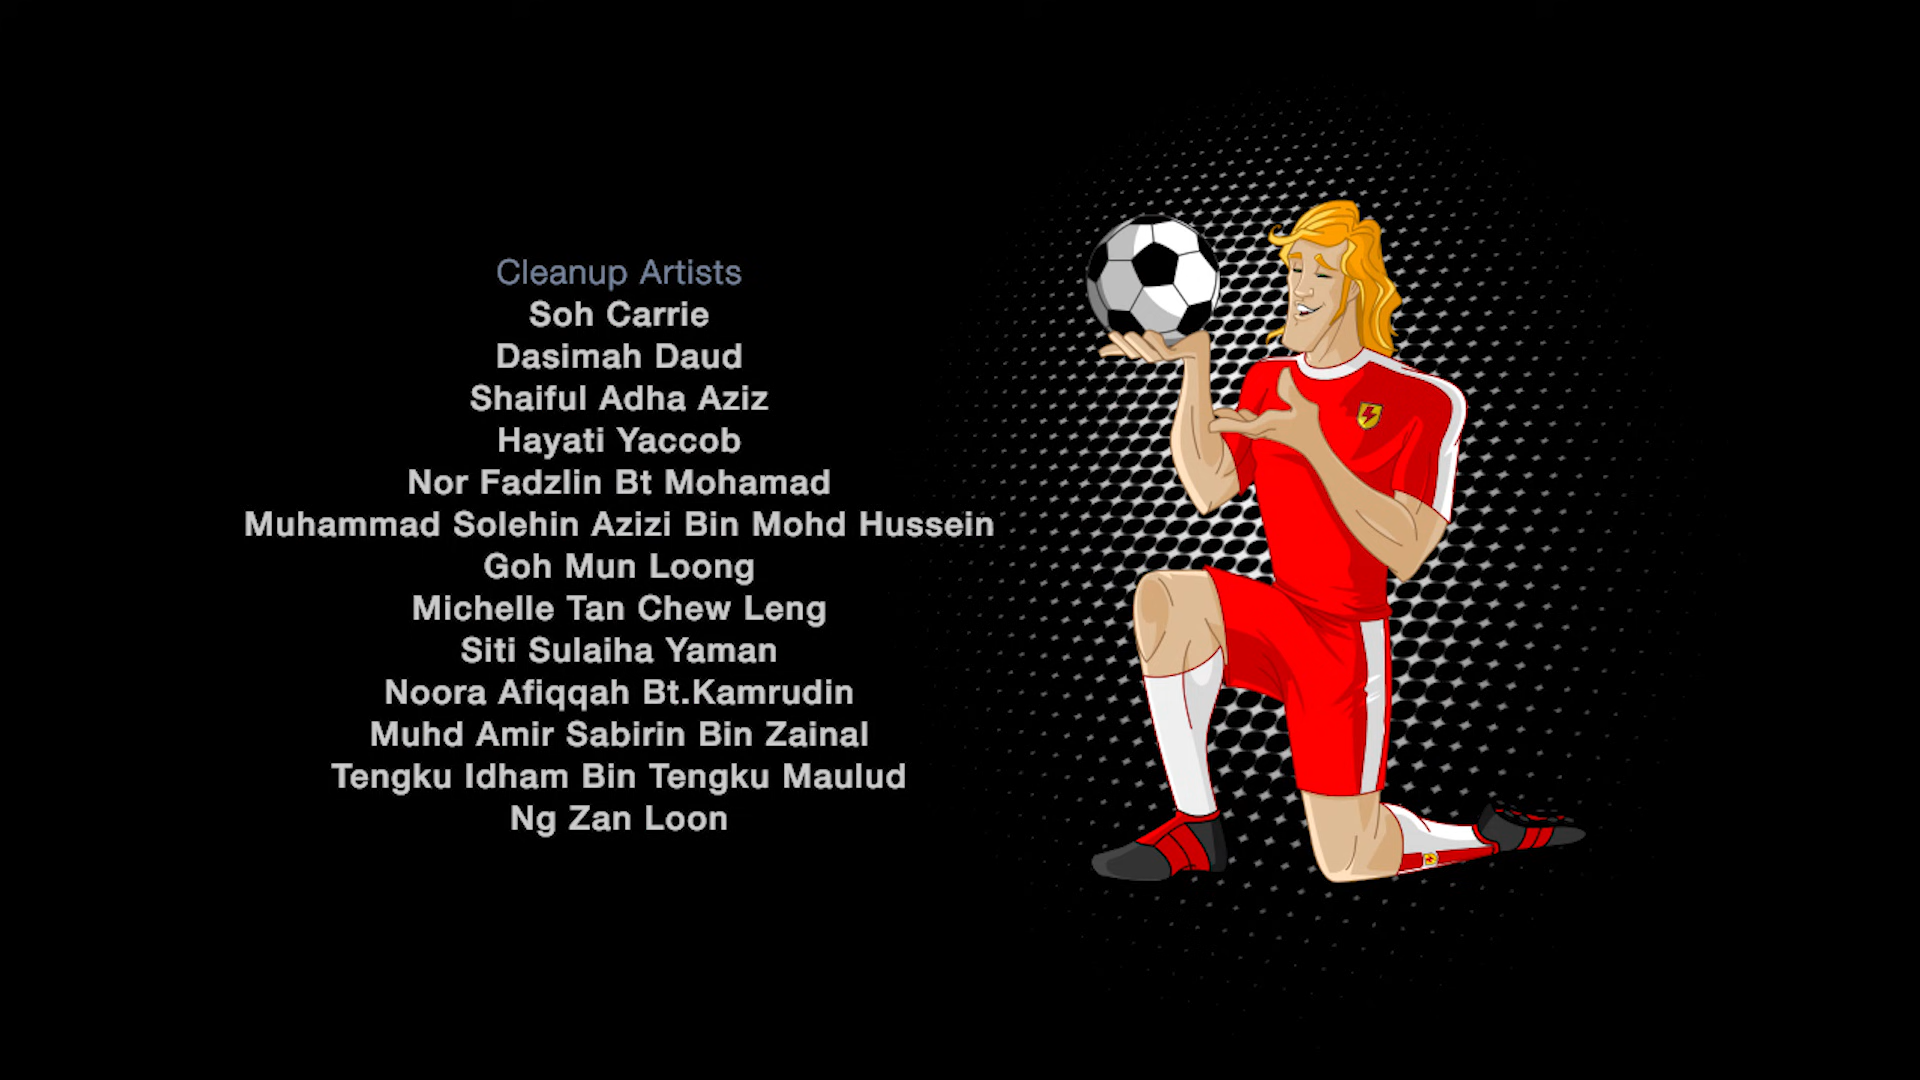 Cleanup Artists
Soh Carrie
Dasimah Daud
Shaiful Adha Aziz
Hayati Yaccob
Nor Fadzlin Bt Mohamad
Muhammad Solehin Azizi Bin Mohd Hussein
Goh Mun Loong
Michelle Tan Chew Leng
Siti Sulaiha Yaman
Noora Afiqqah Bt.Kamrudin
Muhd Amir Sabirin Bin Zainal
Tengku Idham Bin Tengku Maulud
Ng Zan Loon